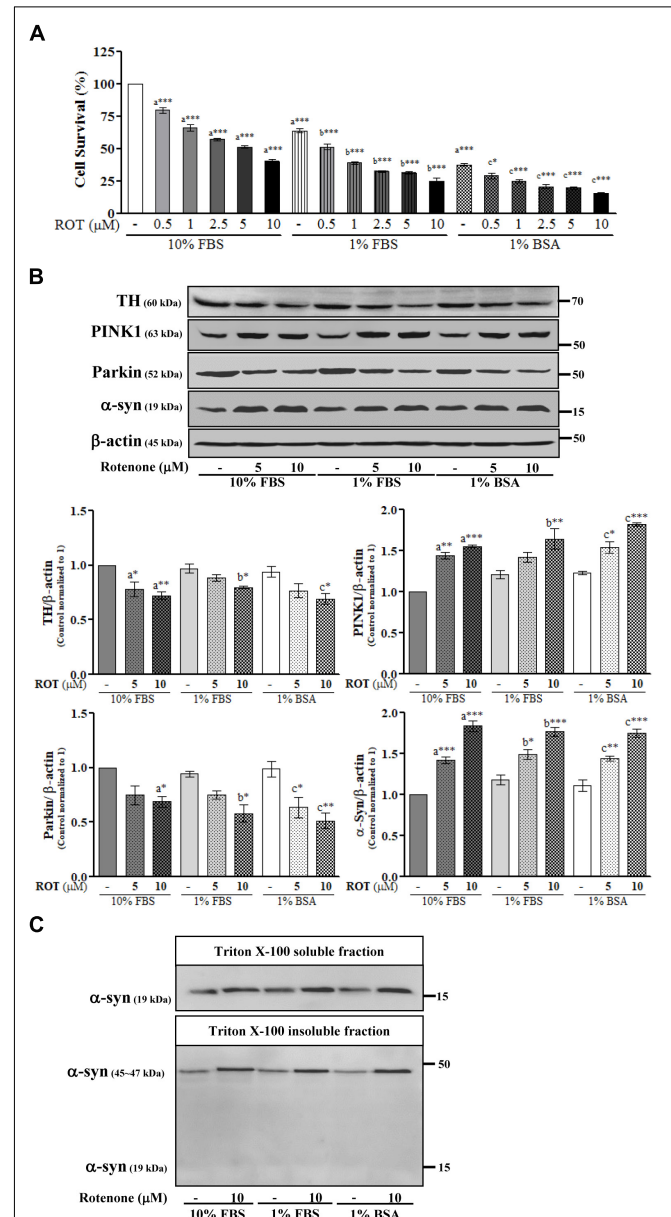 A
125
100
75
50
25
0
Cell Survival (%)
a*** a*** a*** a*** a*** a*** b*** b*** b*** b*** b*** a*** c* c*** c*** c*** c***
ROT (μM) - 0.5 1 2.5 5 10 - 0.5 1 2.5 5 10 - 0.5 1 2.5 5 10
10% FBS 1% FBS 1% BSA
B
TH (60 kDa) 70
PINK1 (63 kDa) 50
Parkin (52 kDa) 50
α-syn (19 kDa) 15
β-actin (45 kDa) 50
Rotenone (μM) - 5 10 - 5 10 - 5 10
10% FBS 1% FBS 1% BSA
TH/β-actin
(Control normalized to 1)
1.5
1.0
0.5
0.0
a* a** b* c*
ROT (μM) - 5 10 - 5 10 - 5 10
10% FBS 1% FBS 1% BSA
PINK1/β-actin
(Control normalized to 1)
2.0
1.5
1.0
0.5
0.0
a** a*** b** c* c***
ROT (μM) - 5 10 - 5 10 - 5 10
10% FBS 1% FBS 1% BSA
Parkin/β-actin
(Control normalized to 1)
1.5
1.0
0.5
0.0
a* b* c* c**
ROT (μM) - 5 10 - 5 10 - 5 10
10% FBS 1% FBS 1% BSA
α-Syn/β-actin
(Control normalized to 1)
2.0
1.5
1.0
0.5
0.0
a*** a*** b* b*** c** c***
ROT (μM) - 5 10 - 5 10 - 5 10
10% FBS 1% FBS 1% BSA
C
Triton X-100 soluble fraction
α-syn (19 kDa) 15
Triton X-100 insoluble fraction
α-syn (45~47 kDa) 50
α-syn (19 kDa) 15
Rotenone (μM) - 10 - 10 - 10
10% FBS 1% FBS 1% BSA